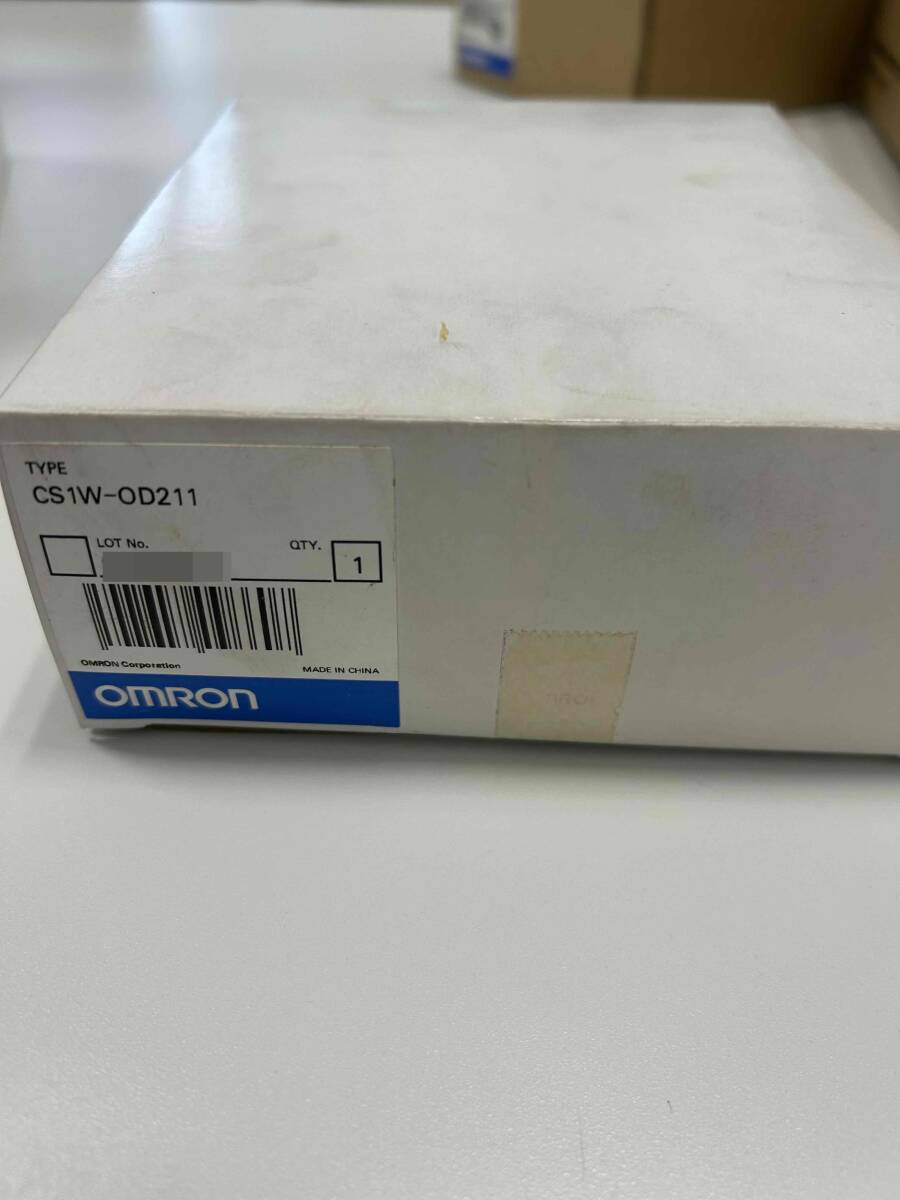 TYPE
CS1W-OD211
LOT No.
QTY.
1
OMRON Corporation
MADE IN CHINA
OMRON